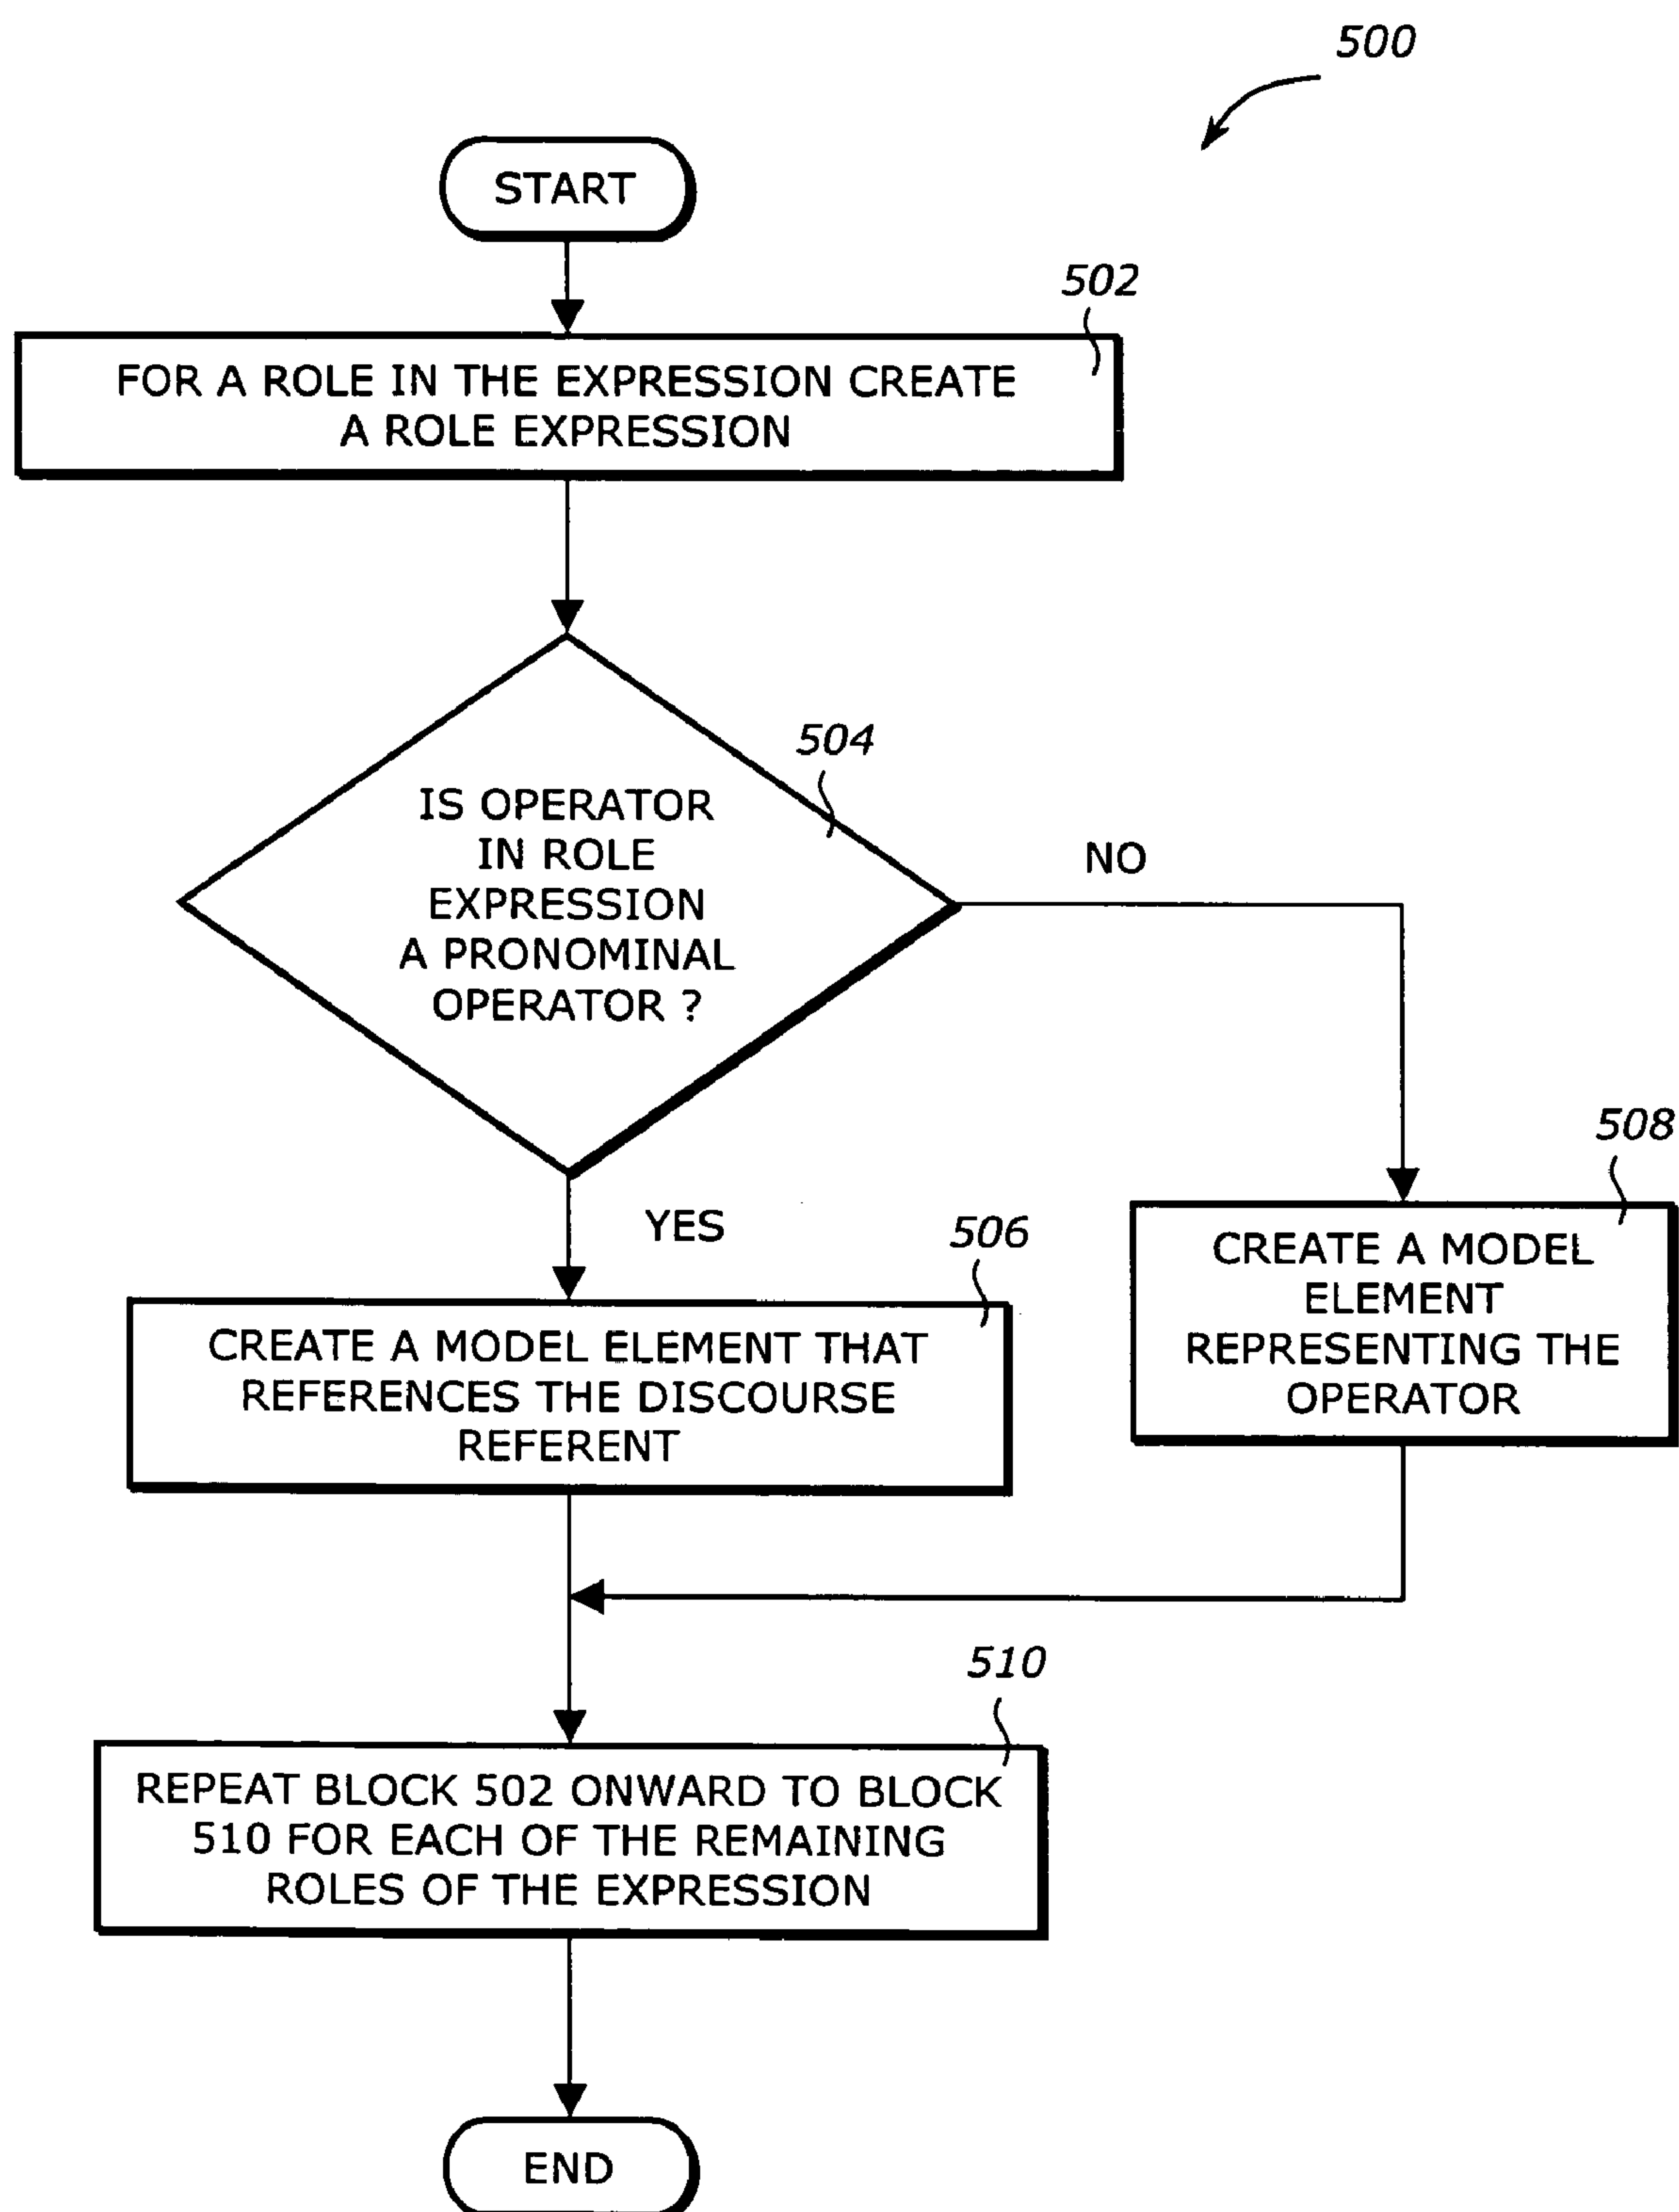 500
START
502
FOR A ROLE IN THE EXPRESSION CREATE
A ROLE EXPRESSION
504
IS OPERATOR
IN ROLE
EXPRESSION
A PRONOMINAL
OPERATOR ?
NO
YES
508
CREATE A MODEL
ELEMENT
REPRESENTING THE
OPERATOR
506
CREATE A MODEL ELEMENT THAT
REFERENCES THE DISCOURSE
REFERENT
510
REPEAT BLOCK 502 ONWARD TO BLOCK
510 FOR EACH OF THE REMAINING
ROLES OF THE EXPRESSION
END